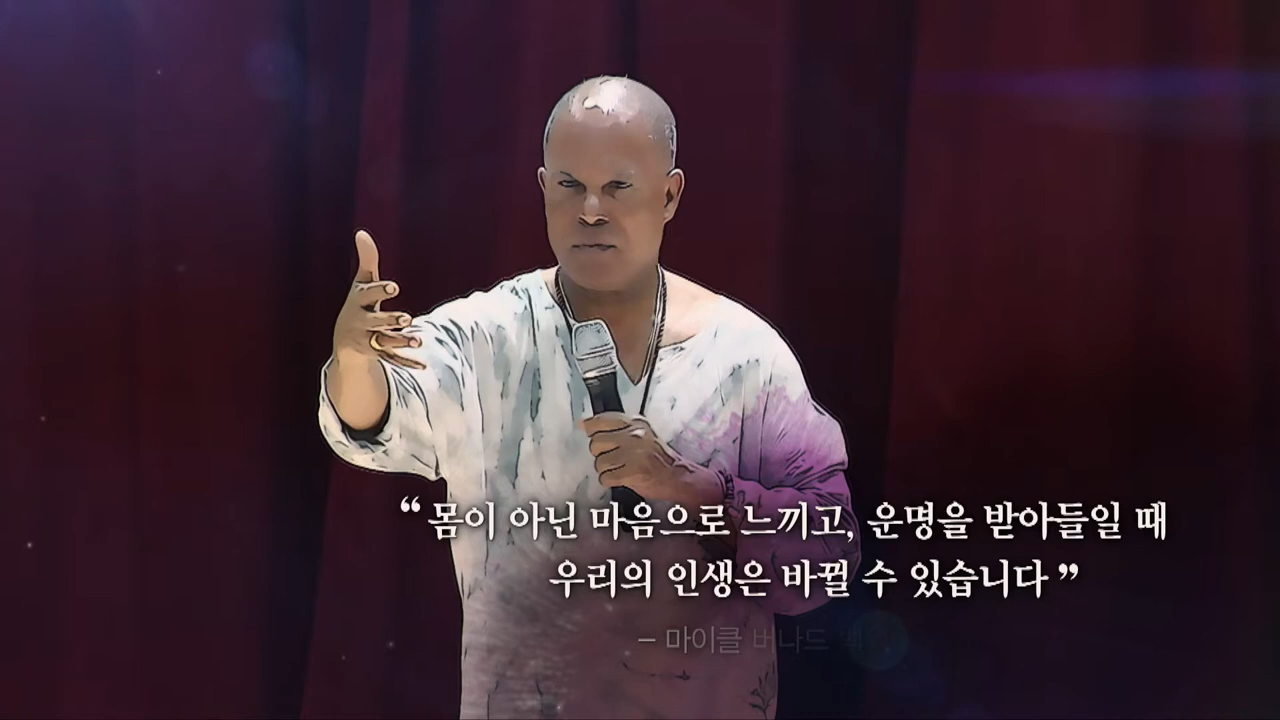 “ 몸이 아닌 마음으로 느끼고, 운명을 받아들일 때
우리의 인생은 바뀔 수 있습니다 ”
– 마이클 버나드